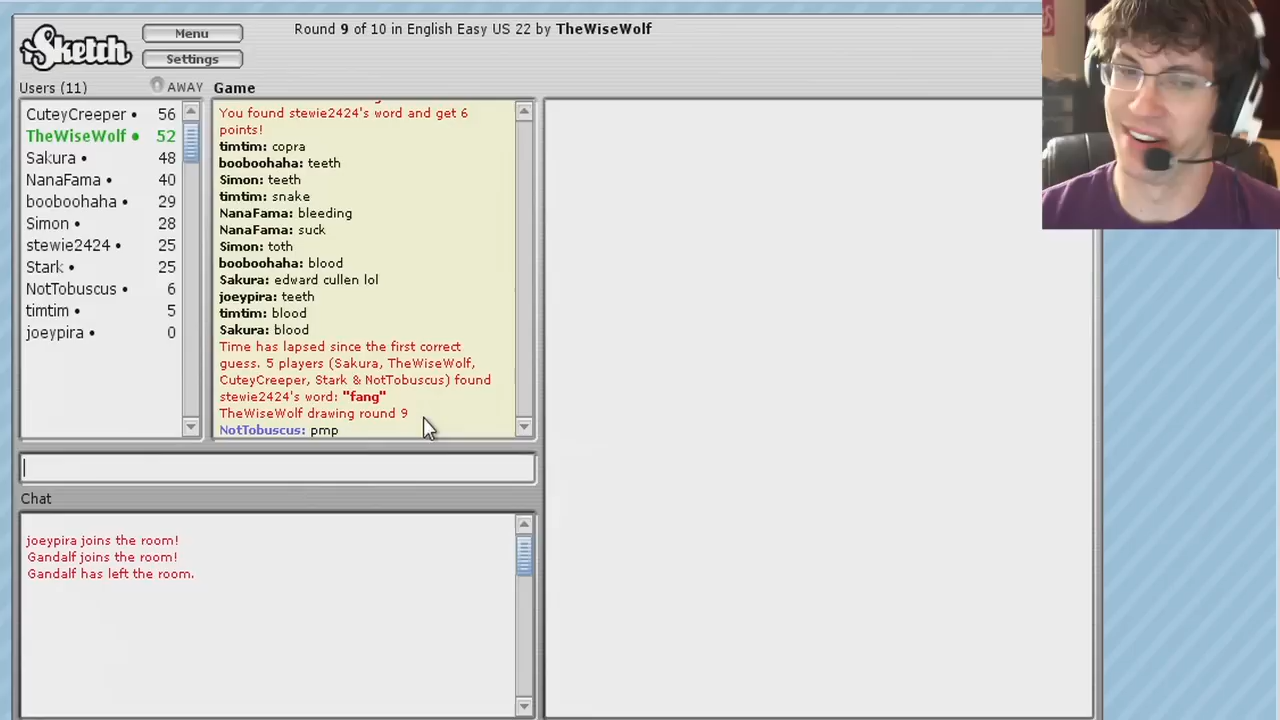 iSketch
Menu
Settings
Round 9 of 10 in English Easy US 22 by TheWiseWolf
Users (11)
AWAY
Game
CuteyCreeper • 56
TheWiseWolf • 52
Sakura • 48
NanaFama • 40
booboohaha • 29
Simon • 28
stewie2424 • 25
Stark • 25
NotTobuscus • 6
timtim • 5
joeypira • 0
You found stewie2424's word and get 6
points!
timtim: copra
booboohaha: teeth
Simon: teeth
timtim: snake
NanaFama: bleeding
NanaFama: suck
Simon: toth
booboohaha: blood
Sakura: edward cullen lol
joeypira: teeth
timtim: blood
Sakura: blood
Time has lapsed since the first correct
guess. 5 players (Sakura, TheWiseWolf,
CuteyCreeper, Stark & NotTobuscus) found
stewie2424's word: "fang"
TheWiseWolf drawing round 9
NotTobuscus: pmp
Chat
joeypira joins the room!
Gandalf joins the room!
Gandalf has left the room.